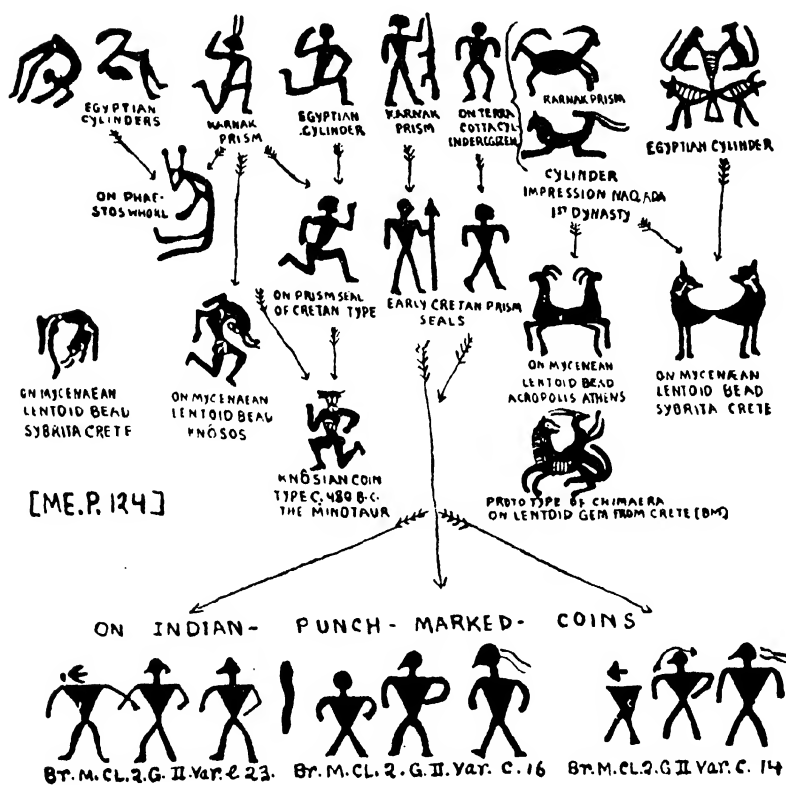 EGYPTIAN
CYLINDERS
KARNAK
PRISM
EGYPTIAN
CYLINDER
KARNAK
PRISM
ON TERRA
COTTA CYL-
KARNAK PRISM
CYLINDER
IMPRESSION NAQADA
1ST DYNASTY
EGYPTIAN CYLINDER
ON PHAE-
STOS WHORL
ON PRISM SEAL
OF CRETAN TYPE
EARLY CRETAN PRISM
SEALS
ON MYCENAEAN
LENTOID BEAD
SYBRITA CRETE
ON MYCENAEAN
LENTOID BEAD
KNÔSOS
KNÔSIAN COIN
TYPE C. 480 B.C.
THE MINOTAUR
ON MYCENEAN
LENTOID BEAD
ACROPOLIS ATHENS
ON MYCENÆAN
LENTOID BEAD
SYBRITA CRETE
PROTOTYPE OF CHIMAERA
ON LENTOID GEM FROM CRETE [BM]
[ME.P. 124]
ON INDIAN- PUNCH-MARKED- COINS
Br.M.CL.2.G.II.Var.c 23.
Br.M.CL.2.G.II.Var. C.16
Br.M.CL.2.G II Var. C. 14